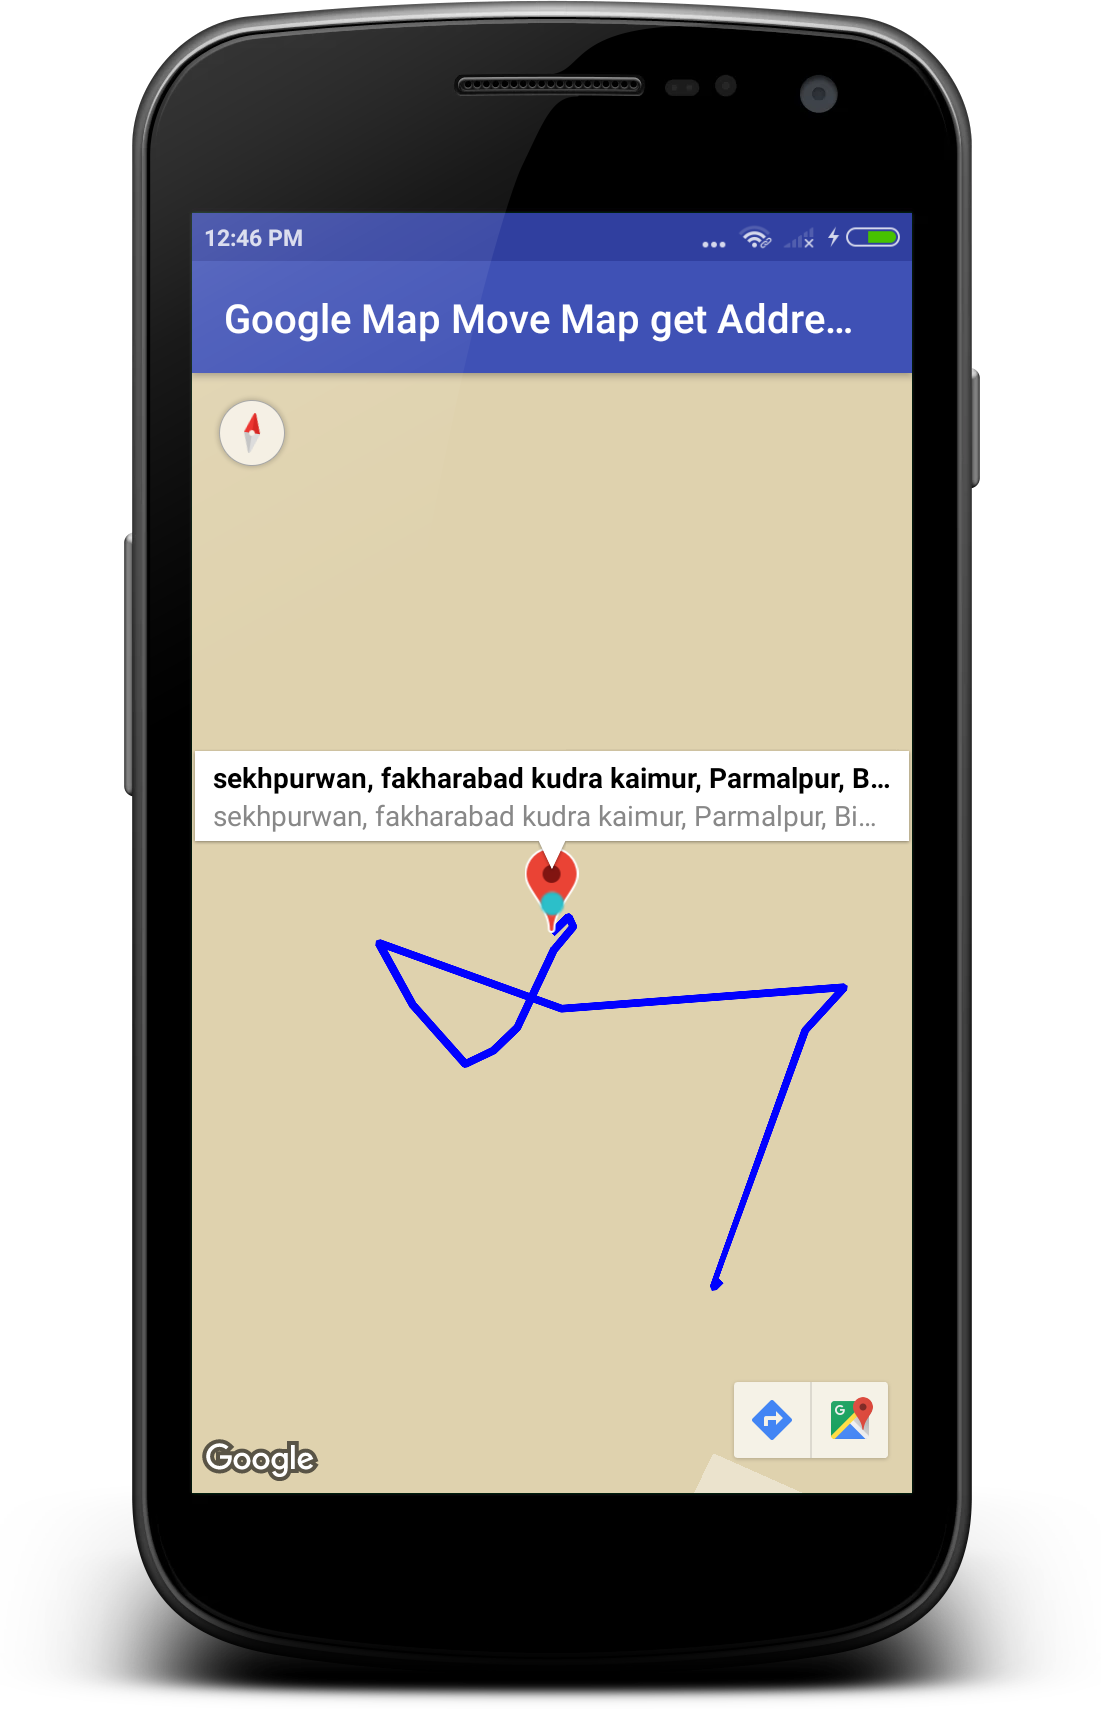 12:46 PM
Google Map Move Map get Addre...
sekhpurwan, fakharabad kudra kaimur, Parmalpur, B...
sekhpurwan, fakharabad kudra kaimur, Parmalpur, Bi...
G
Google